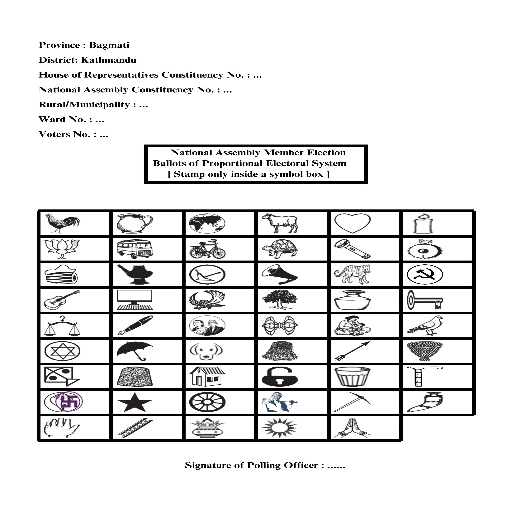 Province : Bagmati
District: Kathmandu
House of Representatives Constituency No. : ...
National Assembly Constituency No. : ...
Rural/Municipality : ...
Ward No. : ...
Voters No. : ...
National Assembly Member Election
Ballots of Proportional Electoral System
[ Stamp only inside a symbol box ]
Signature of Polling Officer : ......